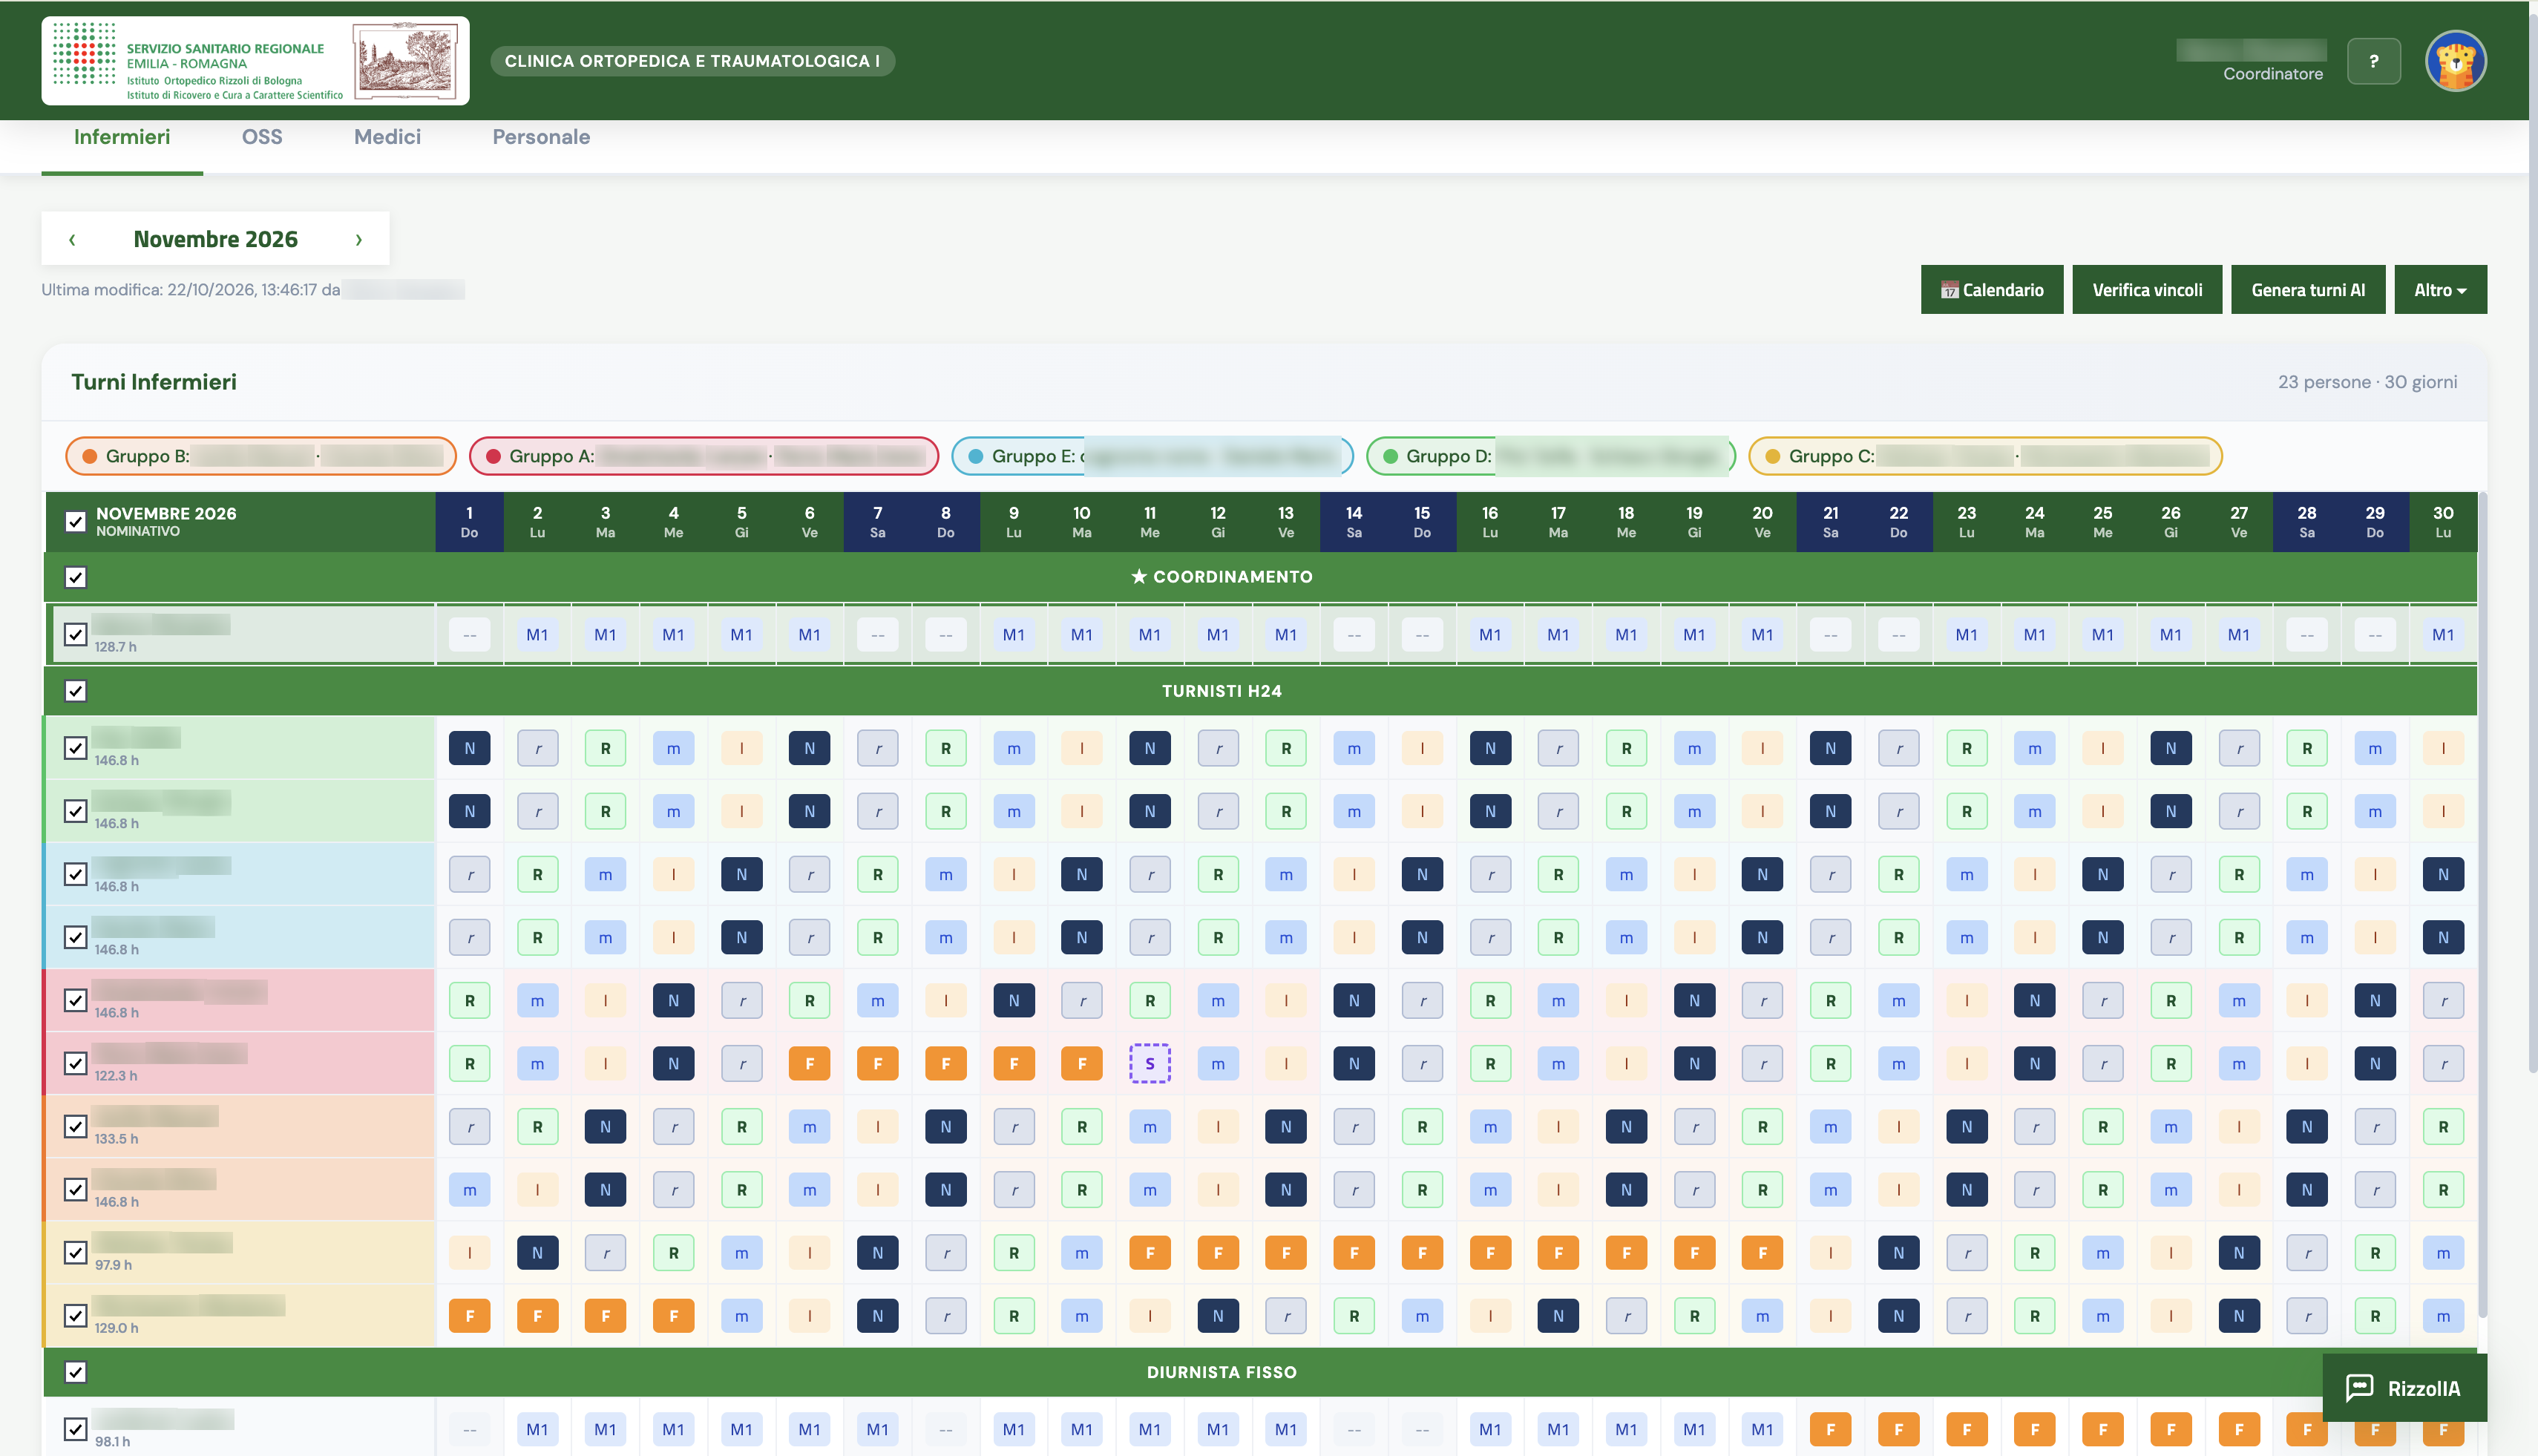 SERVIZIO SANITARIO REGIONALE
EMILIA - ROMAGNA
Istituto Ortopedico Rizzoli di Bologna
Istituto di Ricovero e Cura a Carattere Scientifico
CLINICA ORTOPEDICA E TRAUMATOLOGICA I
Coordinatore
?
Infermieri OSS Medici Personale
‹ Novembre 2026 ›
Ultima modifica: 22/10/2026, 13:46:17 da
17 Calendario Verifica vincoli Genera turni AI Altro
Turni Infermieri 23 persone · 30 giorni
Gruppo B: · Gruppo A: · Gruppo E: Gruppo D: Gruppo C: ·
NOVEMBRE 2026 1 2 3 4 5 6 7 8 9 10 11 12 13 14 15 16 17 18 19 20 21 22 23 24 25 26 27 28 29 30
NOMINATIVO Do Lu Ma Me Gi Ve Sa Do Lu Ma Me Gi Ve Sa Do Lu Ma Me Gi Ve Sa Do Lu Ma Me Gi Ve Sa Do Lu
★ COORDINAMENTO
128.7 h -- M1 M1 M1 M1 M1 -- -- M1 M1 M1 M1 M1 -- -- M1 M1 M1 M1 M1 -- -- M1 M1 M1 M1 M1 -- -- M1
TURNISTI H24
146.8 h N r R m I N r R m I N r R m I N r R m I N r R m I N r R m I
146.8 h N r R m I N r R m I N r R m I N r R m I N r R m I N r R m I
146.8 h r R m I N r R m I N r R m I N r R m I N r R m I N r R m I N
146.8 h r R m I N r R m I N r R m I N r R m I N r R m I N r R m I N
146.8 h R m I N r R m I N r R m I N r R m I N r R m I N r R m I N r
122.3 h R m I N r F F F F F S m I N r R m I N r R m I N r R m I N r
133.5 h r R N r R m I N r R m I N r R m I N r R m I N r R m I N r R
146.8 h m I N r R m I N r R m I N r R m I N r R m I N r R m I N r R
97.9 h I N r R m I N r R m F F F F F F F F F F I N r R m I N r R m
129.0 h F F F F m I N r R m I N r R m I N r R m I N r R m I N r R m
DIURNISTA FISSO
98.1 h -- M1 M1 M1 M1 M1 M1 -- M1 M1 M1 M1 M1 -- -- M1 M1 M1 M1 M1 F F F F F F F F F F
RizzolIA